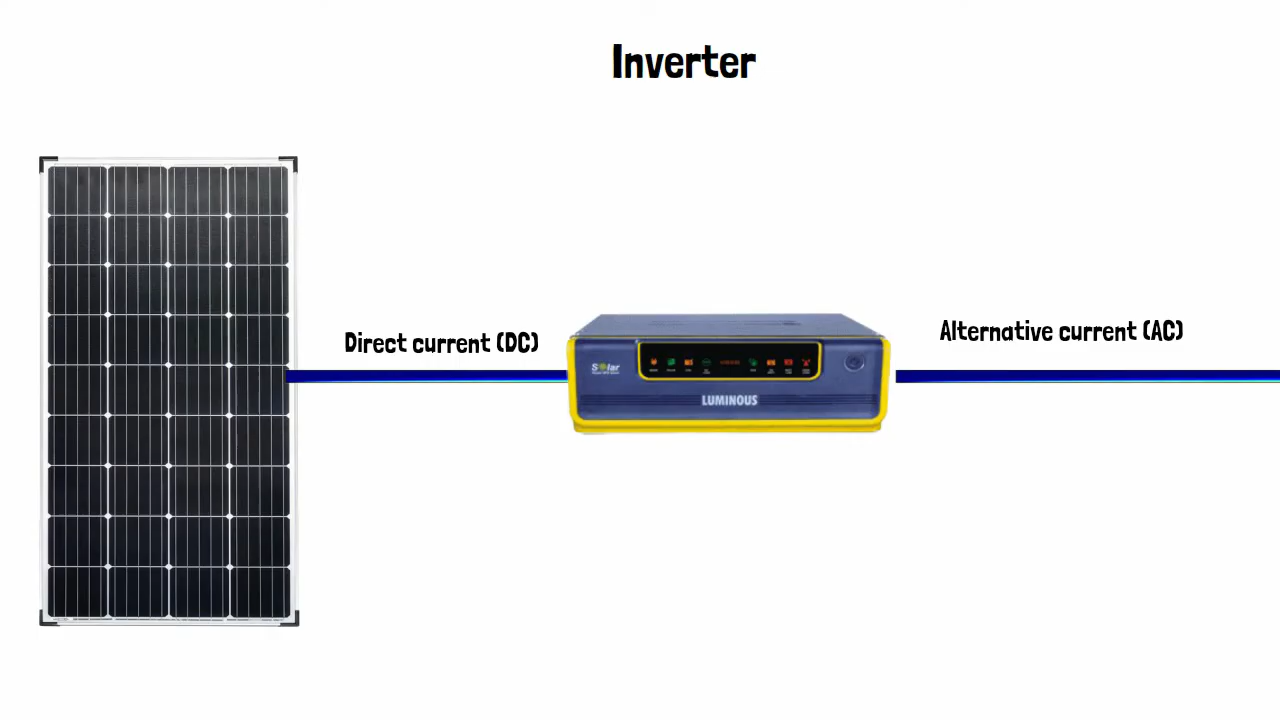 Inverter
Direct current (DC)
Alternative current (AC)
Solar
LUMINOUS